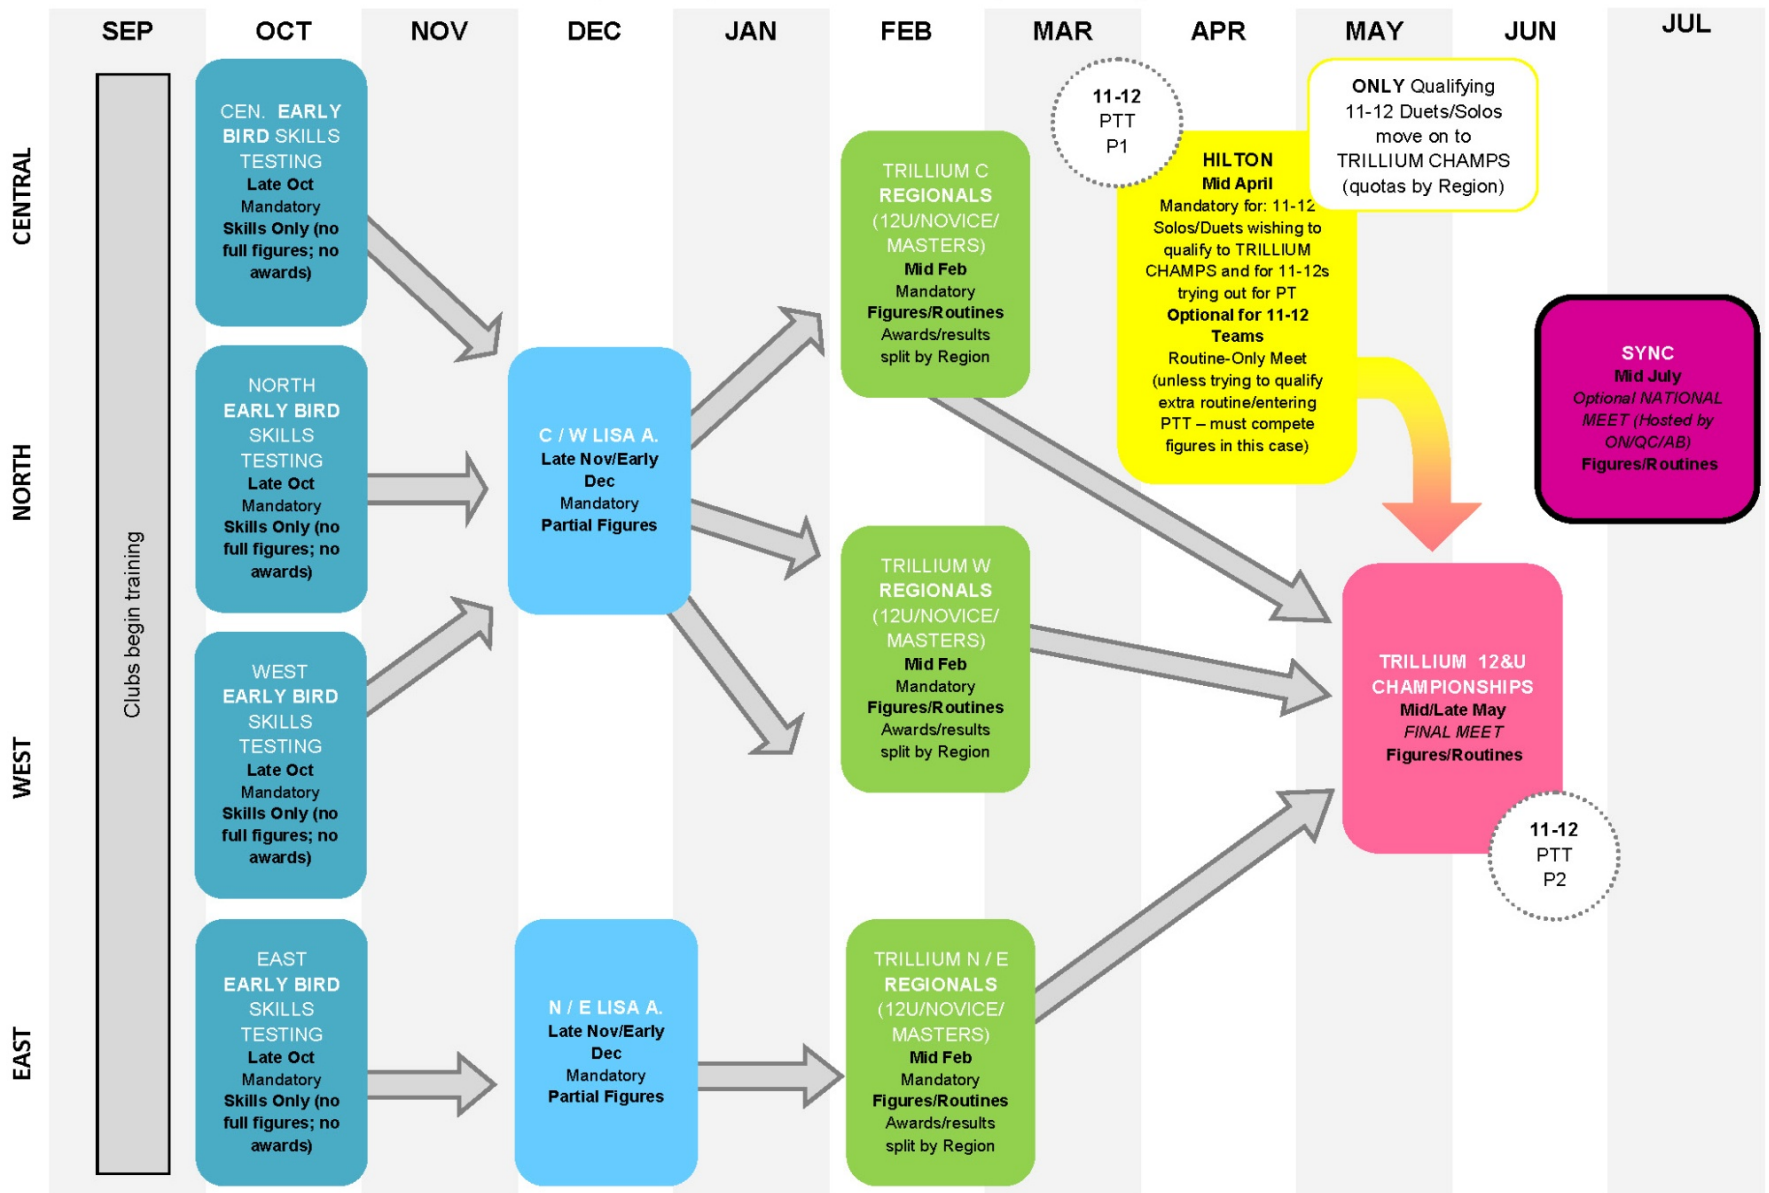 SEP
OCT
NOV
DEC
JAN
FEB
MAR
APR
MAY
JUN
JUL
CENTRAL
NORTH
WEST
EAST
Clubs begin training
CEN. EARLY
BIRD SKILLS
TESTING
Late Oct
Mandatory
Skills Only (no
full figures; no
awards)
NORTH
EARLY BIRD
SKILLS
TESTING
Late Oct
Mandatory
Skills Only (no
full figures; no
awards)
WEST
EARLY BIRD
SKILLS
TESTING
Late Oct
Mandatory
Skills Only (no
full figures; no
awards)
EAST
EARLY BIRD
SKILLS
TESTING
Late Oct
Mandatory
Skills Only (no
full figures; no
awards)
C / W LISA A.
Late Nov/Early
Dec
Mandatory
Partial Figures
N / E LISA A.
Late Nov/Early
Dec
Mandatory
Partial Figures
TRILLIUM C
REGIONALS
(12U/NOVICE/
MASTERS)
Mid Feb
Mandatory
Figures/Routines
Awards/results
split by Region
TRILLIUM W
REGIONALS
(12U/NOVICE/
MASTERS)
Mid Feb
Mandatory
Figures/Routines
Awards/results
split by Region
TRILLIUM N / E
REGIONALS
(12U/NOVICE/
MASTERS)
Mid Feb
Mandatory
Figures/Routines
Awards/results
split by Region
11-12
PTT
P1
HILTON
Mid April
Mandatory for: 11-12
Solos/Duets wishing to
qualify to TRILLIUM
CHAMPS and for 11-12s
trying out for PT
Optional for 11-12
Teams
Routine-Only Meet
(unless trying to qualify
extra routine/entering
PTT – must compete
figures in this case)
ONLY Qualifying
11-12 Duets/Solos
move on to
TRILLIUM CHAMPS
(quotas by Region)
TRILLIUM 12&U
CHAMPIONSHIPS
Mid/Late May
FINAL MEET
Figures/Routines
11-12
PTT
P2
SYNC
Mid July
Optional NATIONAL
MEET (Hosted by
ON/QC/AB)
Figures/Routines